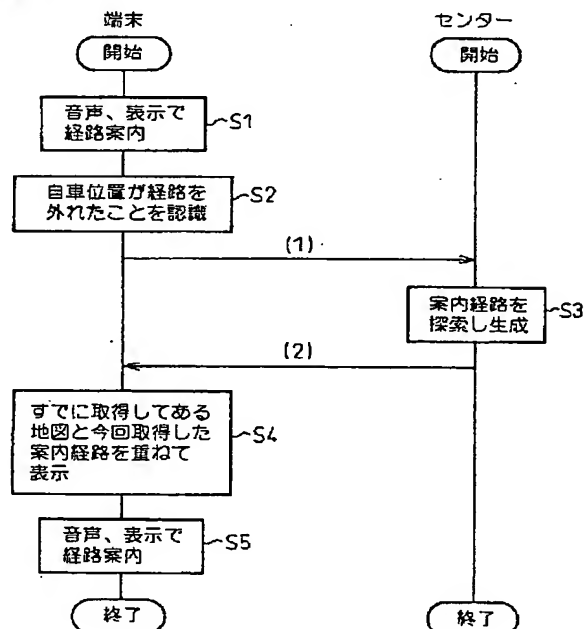 端末
センター
開始
開始
音声、表示で
経路案内
S1
自車位置が経路を
外れたことを認識
S2
(1)
案内経路を
探索し生成
S3
(2)
すでに取得してある
地図と今回取得した
案内経路を重ねて
表示
S4
音声、表示で
経路案内
S5
終了
終了